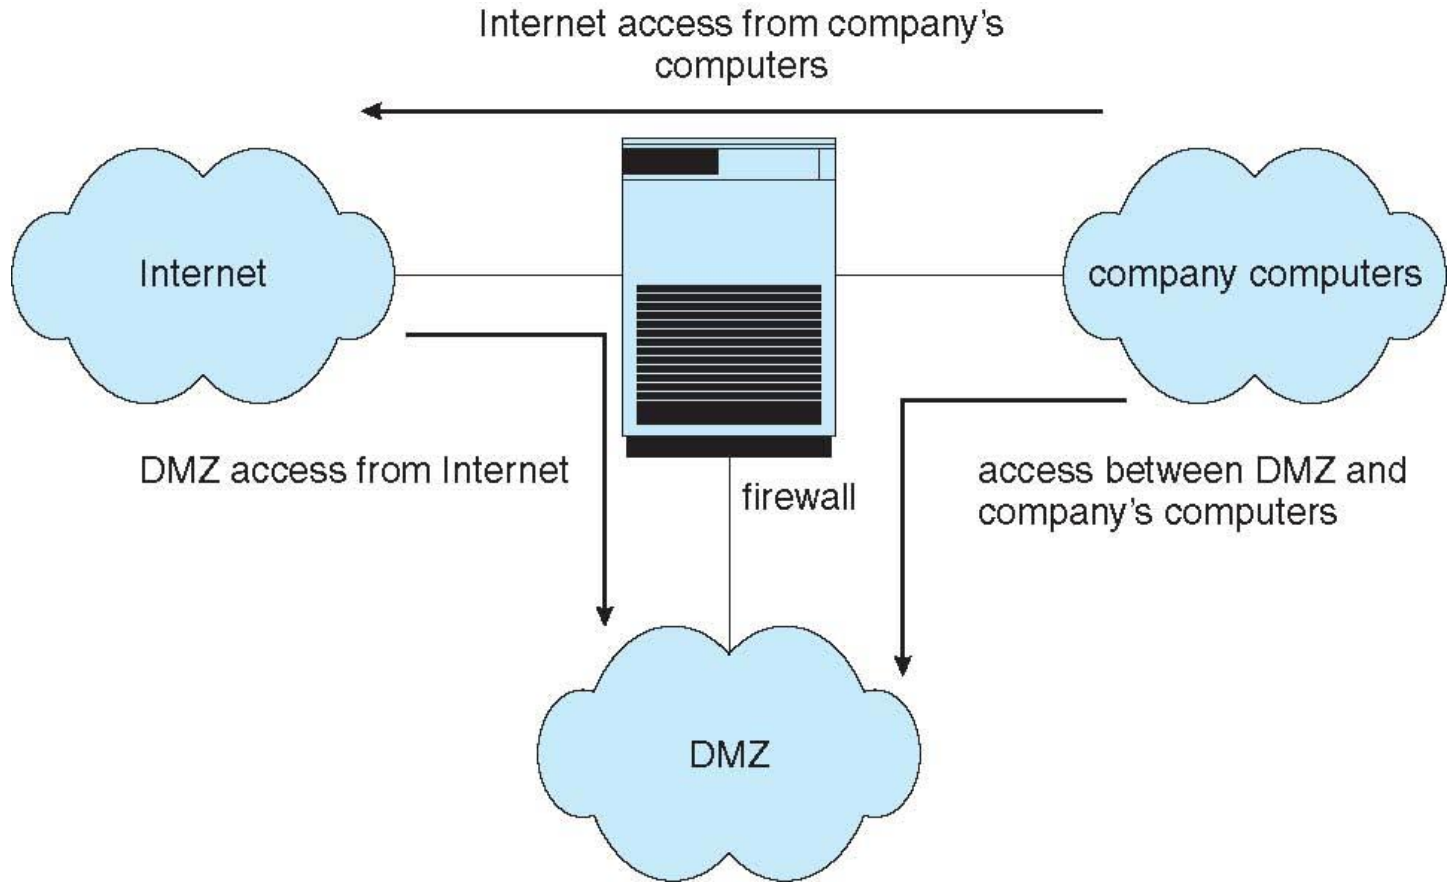 Internet access from company’s
computers
Internet
company computers
DMZ access from Internet
firewall
access between DMZ and
company’s computers
DMZ